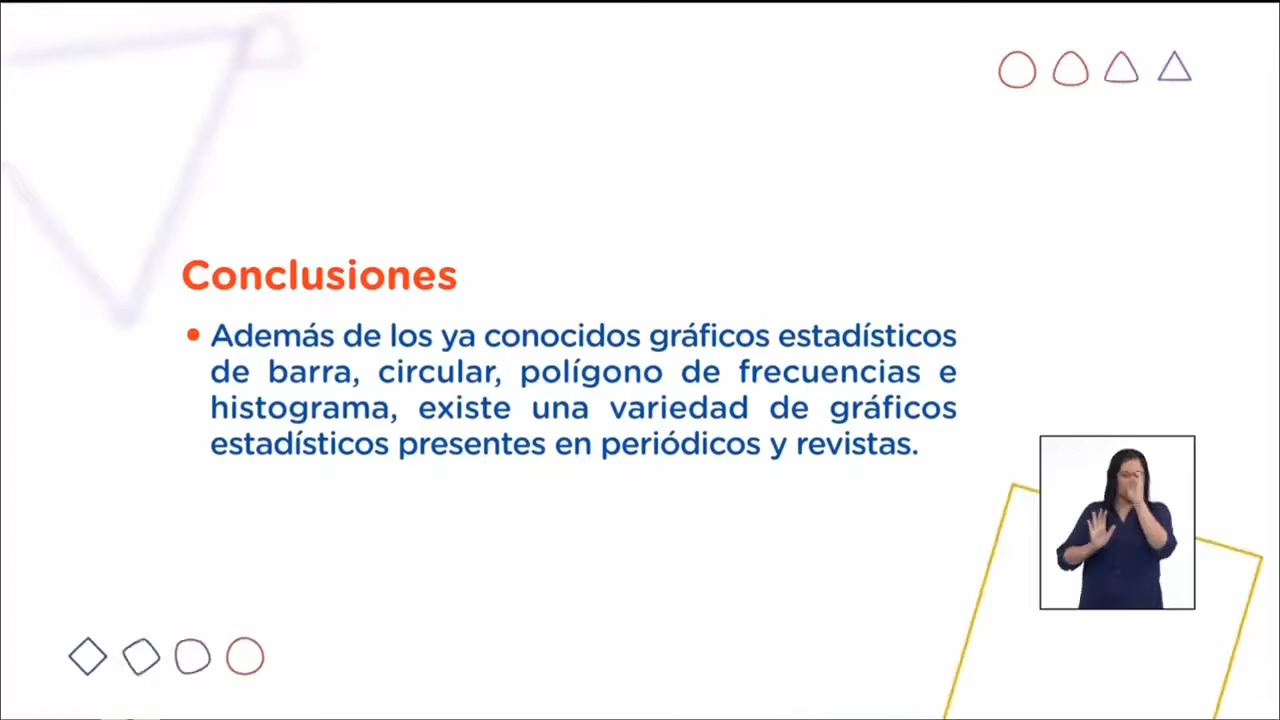 Conclusiones
• Además de los ya conocidos gráficos estadísticos
de barra, circular, polígono de frecuencias e
histograma, existe una variedad de gráficos
estadísticos presentes en periódicos y revistas.